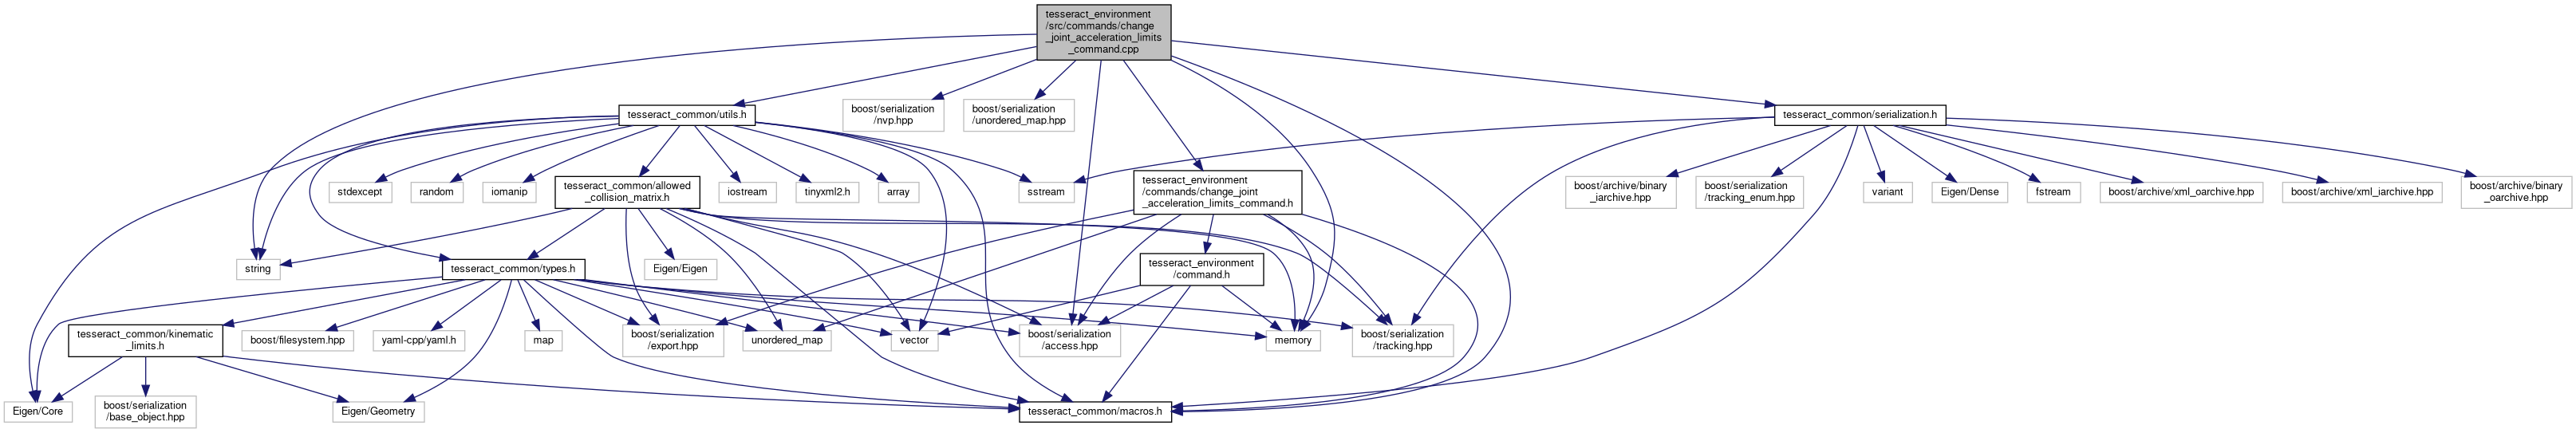 tesseract_environment
/src/commands/change
_joint_acceleration_limits
_command.cpp
tesseract_common/utils.h
boost/serialization
/nvp.hpp
boost/serialization
/unordered_map.hpp
tesseract_common/serialization.h
stdexcept
random
iomanip
tesseract_common/allowed
_collision_matrix.h
iostream
tinyxml2.h
array
sstream
tesseract_environment
/commands/change_joint
_acceleration_limits_command.h
boost/archive/binary
_iarchive.hpp
boost/serialization
/tracking_enum.hpp
variant
Eigen/Dense
fstream
boost/archive/xml_oarchive.hpp
boost/archive/xml_iarchive.hpp
boost/archive/binary
_oarchive.hpp
string
tesseract_common/types.h
Eigen/Eigen
tesseract_environment
/command.h
tesseract_common/kinematic
_limits.h
boost/filesystem.hpp
yaml-cpp/yaml.h
map
boost/serialization
/export.hpp
unordered_map
vector
boost/serialization
/access.hpp
memory
boost/serialization
/tracking.hpp
Eigen/Core
boost/serialization
/base_object.hpp
Eigen/Geometry
tesseract_common/macros.h